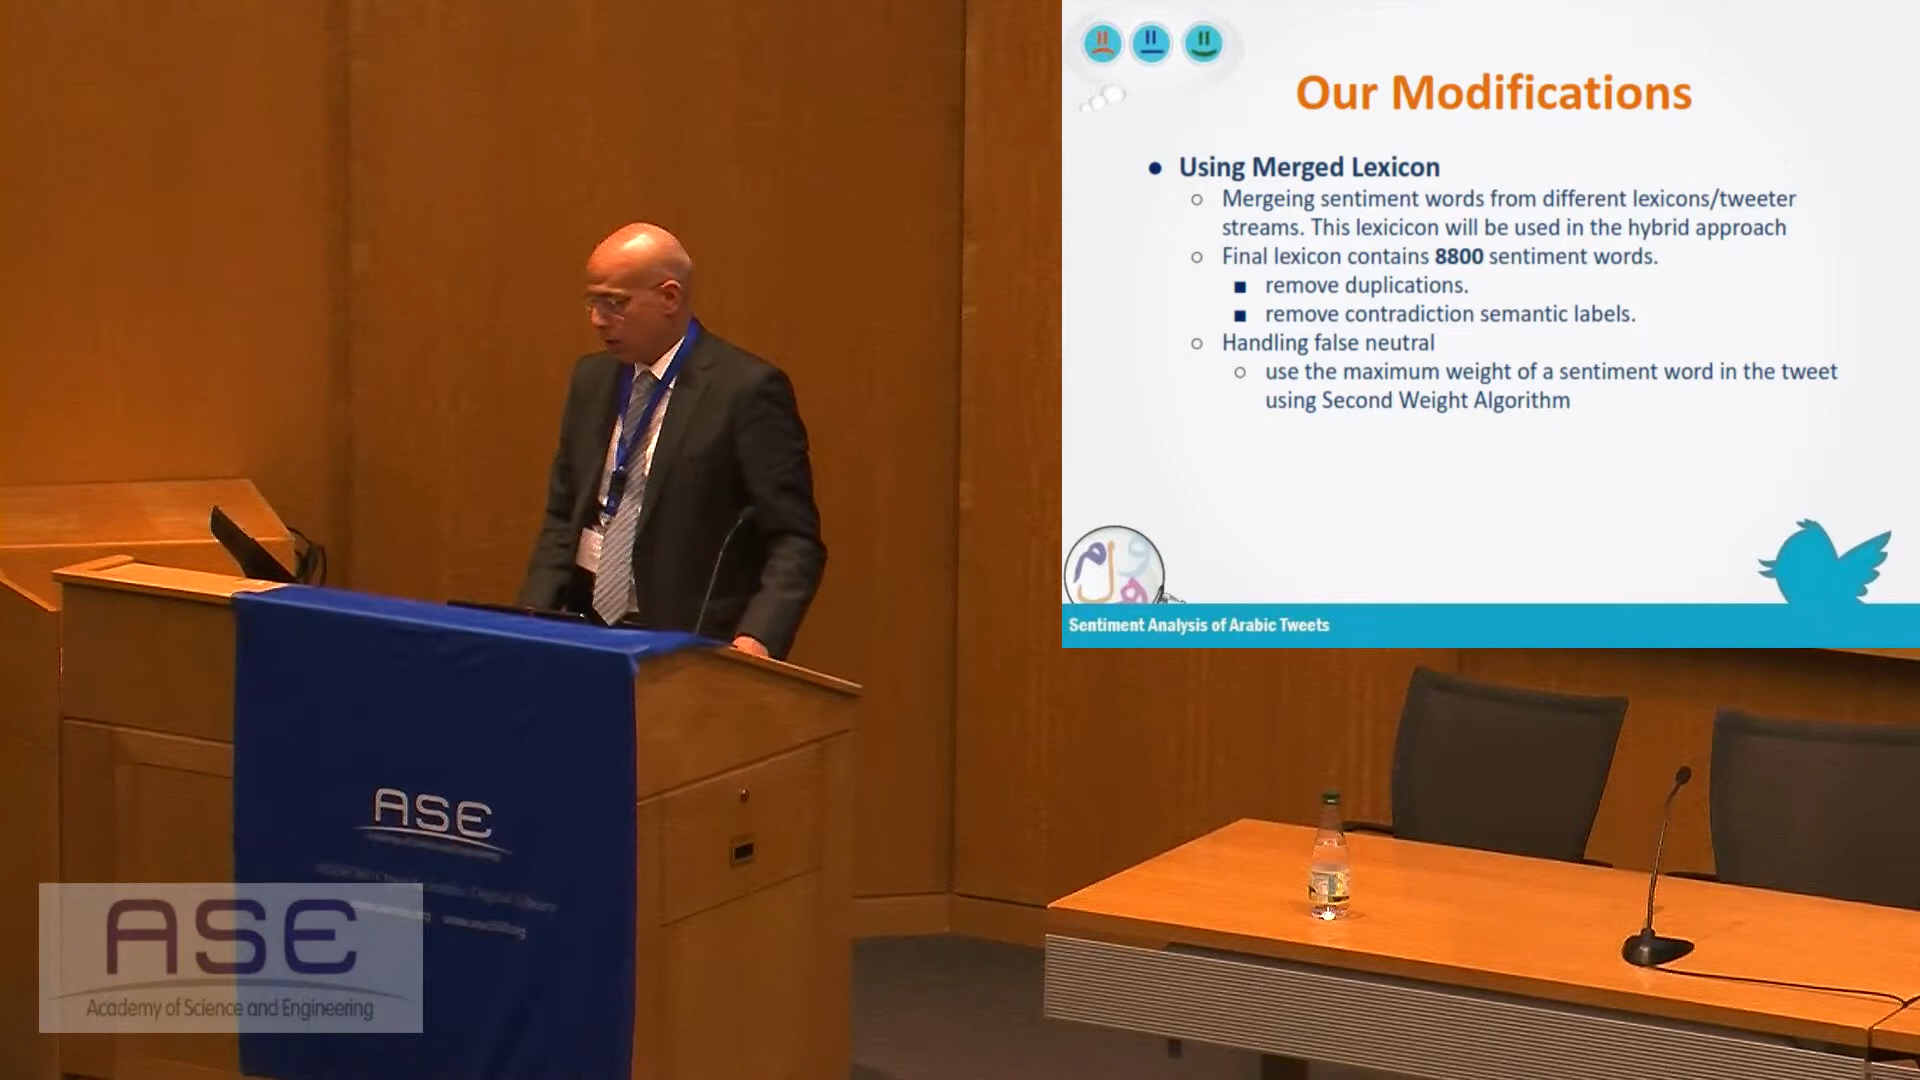 Our Modifications
● Using Merged Lexicon
○ Mergeing sentiment words from different lexicons/tweeter
streams. This lexicicon will be used in the hybrid approach
○ Final lexicon contains 8800 sentiment words.
■ remove duplications.
■ remove contradiction semantic labels.
○ Handling false neutral
○ use the maximum weight of a sentiment word in the tweet
using Second Weight Algorithm
م و ل ه
Sentiment Analysis of Arabic Tweets
ASE
ASE
Academy of Science and Engineering